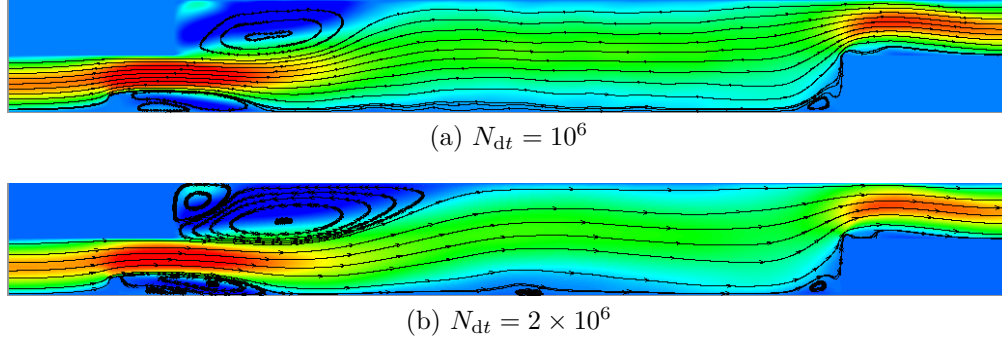 (a) $N_{\mathrm{d}t} = 10^6$
(b) $N_{\mathrm{d}t} = 2 \times 10^6$